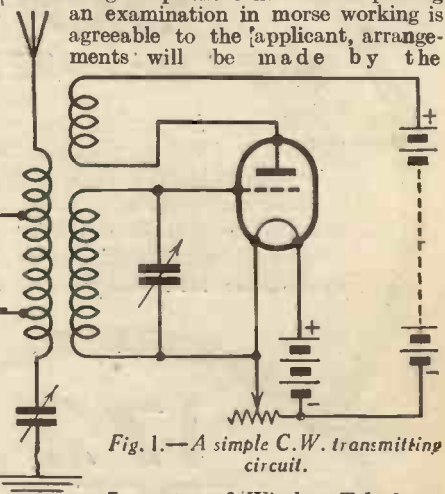 an examination in morse working is
agreeable to the applicant, arrange-
ments will be made by the
+
+
-
+
-
Fig. 1.—A simple C.W. transmitting
circuit.